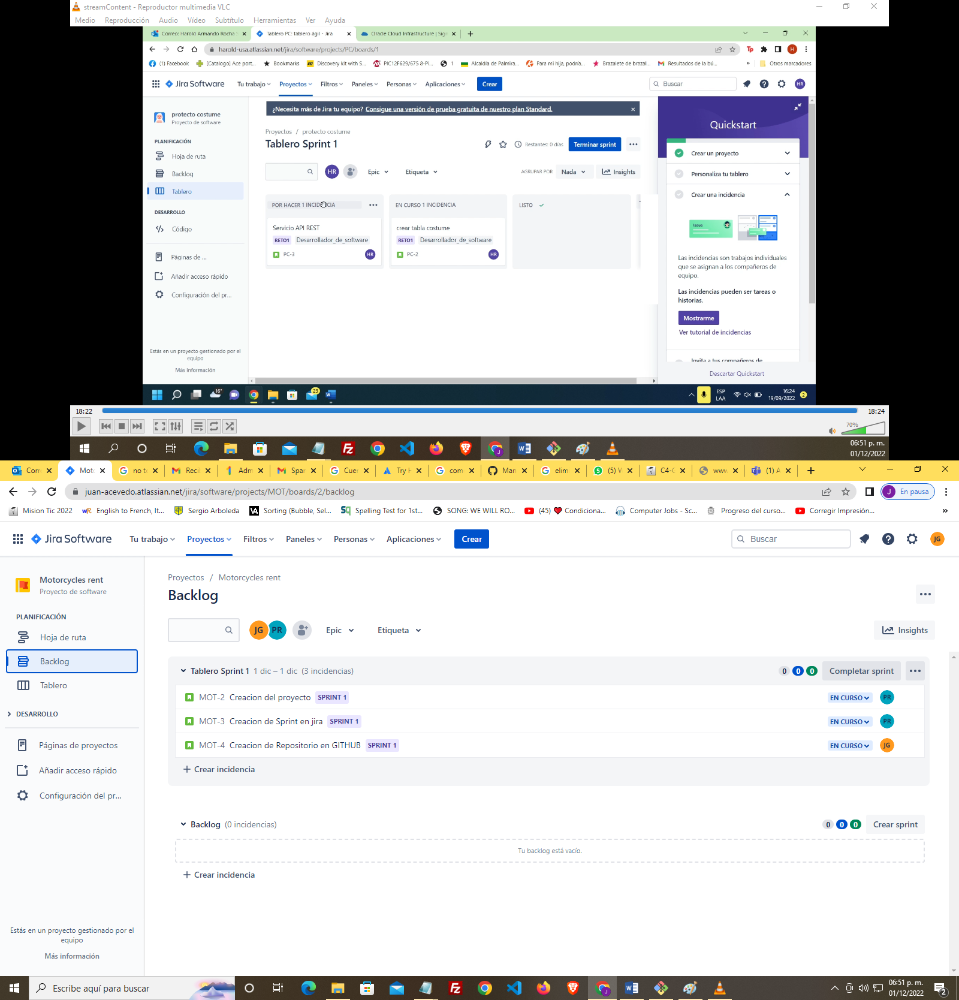 streamContent - Reproductor multimedia VLC
Medio Reproducción Audio Vídeo Subtítulo Herramientas Ver Ayuda
Correo: Harold Armando Rocha Tablero PC: tablero ágil - Jira Oracle Cloud Infrastructure | Sign
harold-usa.atlassian.net/jira/software/projects/PC/boards/1
(1) Facebook [Catalogo] Ace port... Bookmarks Discovery kit with S... PIC12F629/675 8-Pi... 1 Alcaldía de Palmira... Para mi hija, podría... Brazalete de brazal... Resultados de la bú... » Otros marcadores
Jira Software Tu trabajo Proyectos Filtros Paneles Personas Aplicaciones Crear Buscar HR
protecto costume
Proyecto de software
PLANIFICACIÓN
Hoja de ruta
Backlog
Tablero
DESARROLLO
Código
Páginas de ...
Añadir acceso rápido
Configuración del pr...
Estás en un proyecto gestionado por el
equipo
Más información
¿Necesita más de Jira tu equipo? Consigue una versión de prueba gratuita de nuestro plan Standard.
Proyectos / protecto costume
Tablero Sprint 1
Restantes: 0 días Terminar sprint
HR Epic Etiqueta AGRUPAR POR Nada Insights
POR HACER 1 INCIDENCIA EN CURSO 1 INCIDENCIA LISTO
Servicio API REST crear tabla costume
RETO1 Desarrollador_de_software RETO1 Desarrollador_de_software
PC-3 HR PC-2 HR
Quickstart
Crear un proyecto
Personaliza tu tablero
Crear una incidencia
Issue
Las incidencias son trabajos individuales
que se asignan a los compañeros de
equipo.
Las incidencias pueden ser tareas o
historias.
Mostrarme
Ver tutorial de incidencias
Invita a tus compañeros de
Descartar Quickstart
16° 23 ESP
LAA
16:24
19/09/2022 2
18:22 18:24
70%
06:51 p. m.
01/12/2022
Corre Moto no te Recib Adm Spar Cuer Try H com Man elimi (5) W C4-C www (1) A
juan-acevedo.atlassian.net/jira/software/projects/MOT/boards/2/backlog J En pausa
Mision Tic 2022 English to French, It... Sergio Arboleda Sorting (Bubble, Sel... Spelling Test for 1st... SONG: WE WILL RO... (45) ❤ Condiciona... Computer Jobs - Sc... Progreso del curso... Corregir Impresión... »
Jira Software Tu trabajo Proyectos Filtros Paneles Personas Aplicaciones Crear Buscar JG
Motorcycles rent
Proyecto de software
PLANIFICACIÓN
Hoja de ruta
Backlog
Tablero
DESARROLLO
Páginas de proyectos
Añadir acceso rápido
Configuración del pr...
Estás en un proyecto gestionado por el
equipo
Más información
Proyectos / Motorcycles rent
Backlog
JG PR Epic Etiqueta Insights
Tablero Sprint 1 1 dic – 1 dic (3 incidencias) 0 0 0 Completar sprint
MOT-2 Creacion del proyecto SPRINT 1 EN CURSO PR
MOT-3 Creacion de Sprint en jira SPRINT 1 EN CURSO PR
MOT-4 Creacion de Repositorio en GITHUB SPRINT 1 EN CURSO JG
+ Crear incidencia
Backlog (0 incidencias) 0 0 0 Crear sprint
Tu backlog está vacío.
+ Crear incidencia
Escribe aquí para buscar
06:51 p. m.
01/12/2022 2